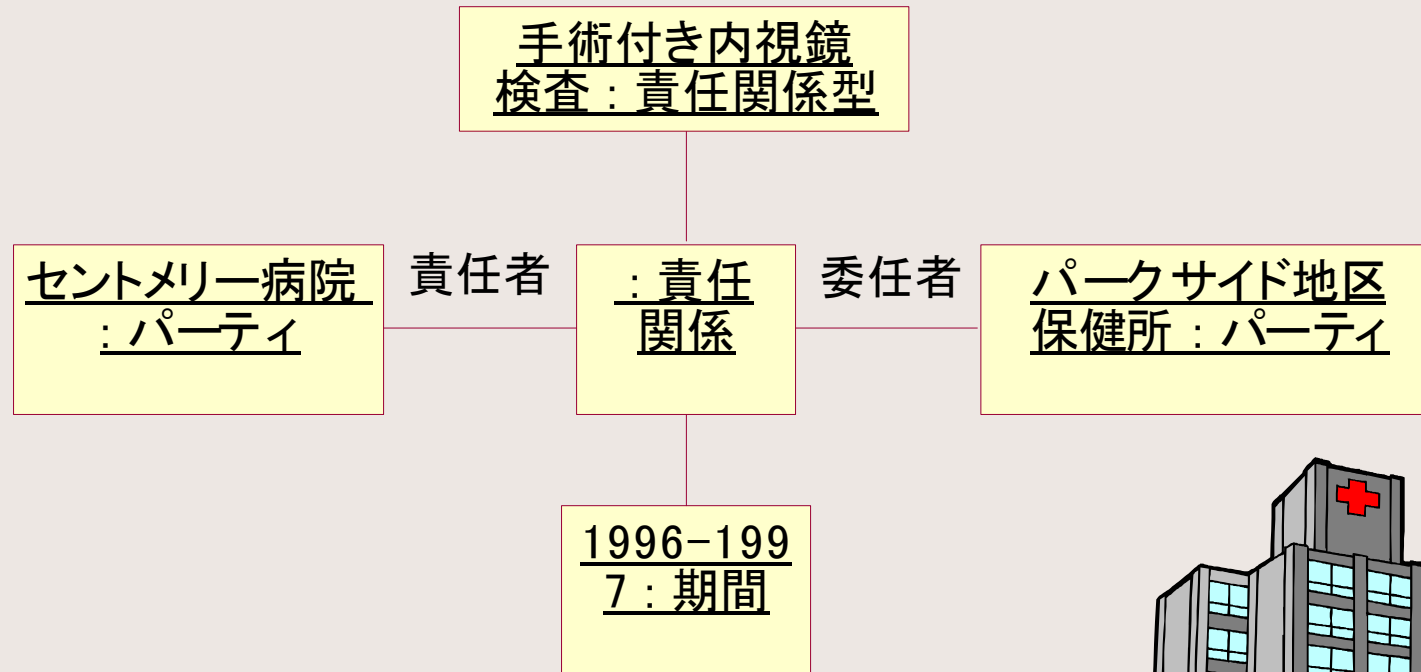 手術付き内視鏡
検査：責任関係型
セントメリー病院
：パーティ
責任者
：責任
関係
委任者
パークサイド地区
保健所：パーティ
1996-199
7：期間